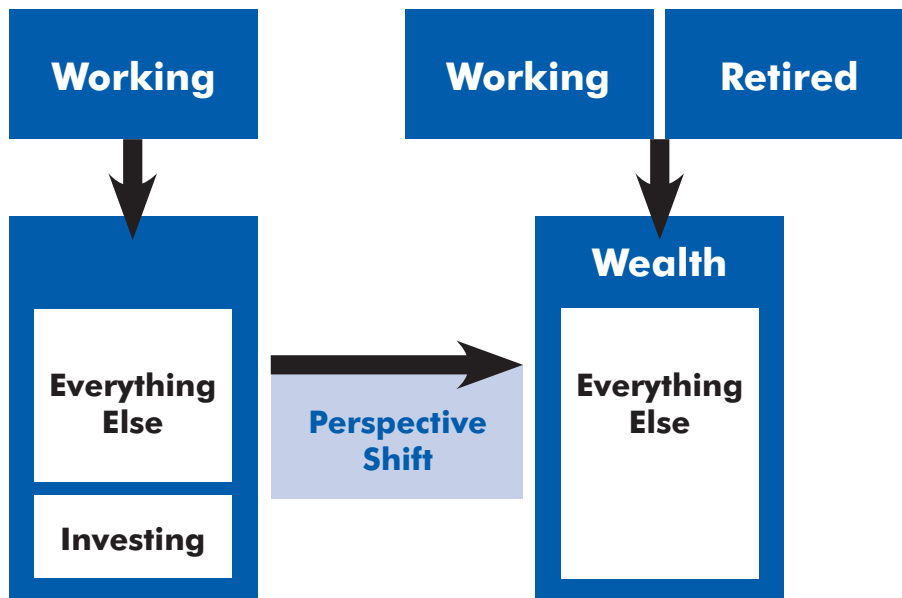 Working
Working
Retired
Wealth
Everything
Else
Investing
Perspective
Shift
Everything
Else